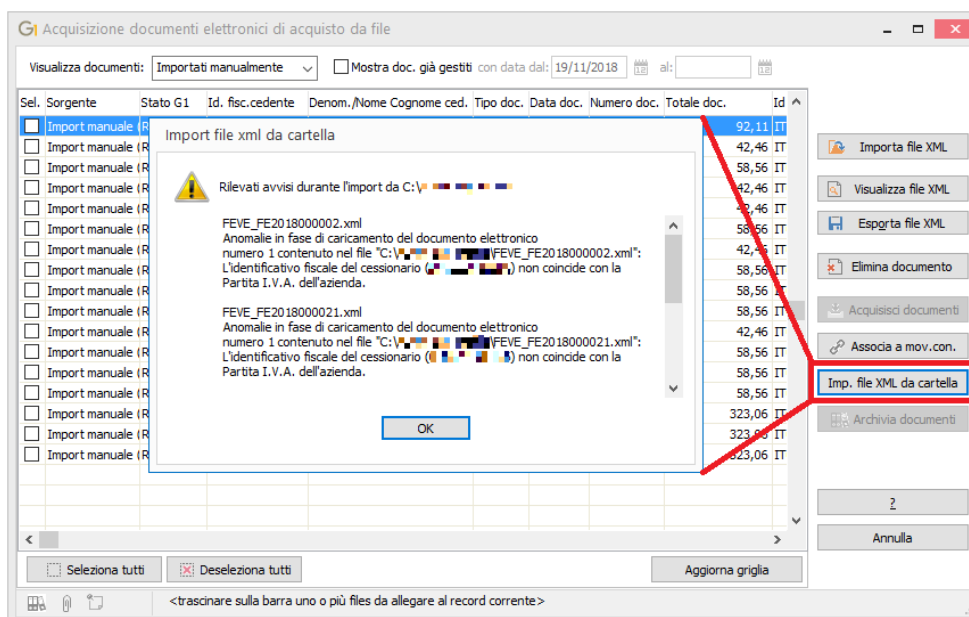 G1 Acquisizione documenti elettronici di acquisto da file
Visualizza documenti: Importati manualmente Mostra doc. già gestiti con data dal: 19/11/2018 al:
Sel. Sorgente Stato G1 Id. fisc.cedente Denom./Nome Cognome ced. Tipo doc. Data doc. Numero doc. Totale doc. Id
Import manuale (R 92,11 IT
Import manuale (R 42,46 IT
Import manuale (R 58,56 IT
Import manuale (R 42,46 IT
Import manuale (R 42,46 IT
Import manuale (R 58,56 IT
Import manuale (R 42,46 IT
Import manuale (R 58,56 IT
Import manuale (R 58,56 IT
Import manuale (R 58,56 IT
Import manuale (R 42,46 IT
Import manuale (R 58,56 IT
Import manuale (R 58,56 IT
Import manuale (R 58,56 IT
Import manuale (R 323,06 IT
Import manuale (R 323,06 IT
Import manuale (R 323,06 IT
Import file xml da cartella
Rilevati avvisi durante l'import da C:\
FEVE_FE2018000002.xml
Anomalie in fase di caricamento del documento elettronico
numero 1 contenuto nel file "C:\ \FEVE_FE2018000002.xml":
L'identificativo fiscale del cessionario ( ) non coincide con la
Partita I.V.A. dell'azienda.
FEVE_FE2018000021.xml
Anomalie in fase di caricamento del documento elettronico
numero 1 contenuto nel file "C:\ \FEVE_FE2018000021.xml":
L'identificativo fiscale del cessionario ( ) non coincide con la
Partita I.V.A. dell'azienda.
OK
Importa file XML
Visualizza file XML
Esporta file XML
Elimina documento
Acquisisci documenti
Associa a mov.con.
Imp. file XML da cartella
Archivia documenti
?
Annulla
Seleziona tutti Deseleziona tutti Aggiorna griglia
<trascinare sulla barra uno o più files da allegare al record corrente>